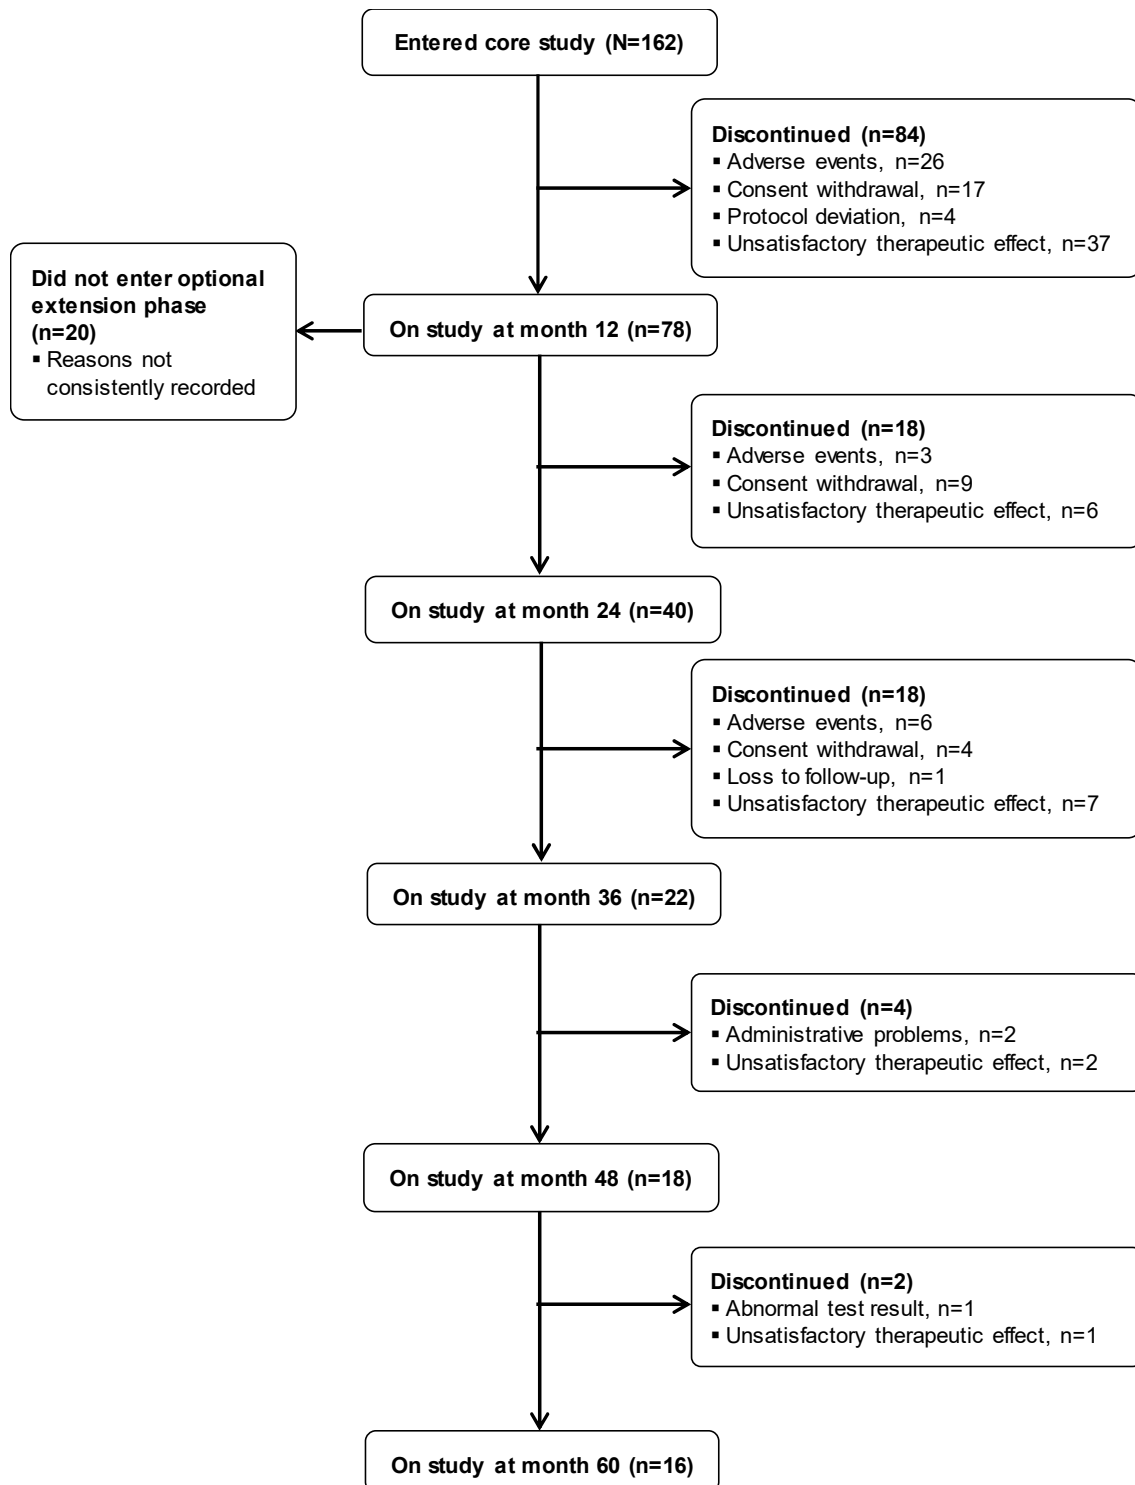 Entered core study (N=162)
Discontinued (n=84)
▪ Adverse events, n=26
▪ Consent withdrawal, n=17
▪ Protocol deviation, n=4
▪ Unsatisfactory therapeutic effect, n=37
Did not enter optional
extension phase
(n=20)
▪ Reasons not
consistently recorded
On study at month 12 (n=78)
Discontinued (n=18)
▪ Adverse events, n=3
▪ Consent withdrawal, n=9
▪ Unsatisfactory therapeutic effect, n=6
On study at month 24 (n=40)
Discontinued (n=18)
▪ Adverse events, n=6
▪ Consent withdrawal, n=4
▪ Loss to follow-up, n=1
▪ Unsatisfactory therapeutic effect, n=7
On study at month 36 (n=22)
Discontinued (n=4)
▪ Administrative problems, n=2
▪ Unsatisfactory therapeutic effect, n=2
On study at month 48 (n=18)
Discontinued (n=2)
▪ Abnormal test result, n=1
▪ Unsatisfactory therapeutic effect, n=1
On study at month 60 (n=16)